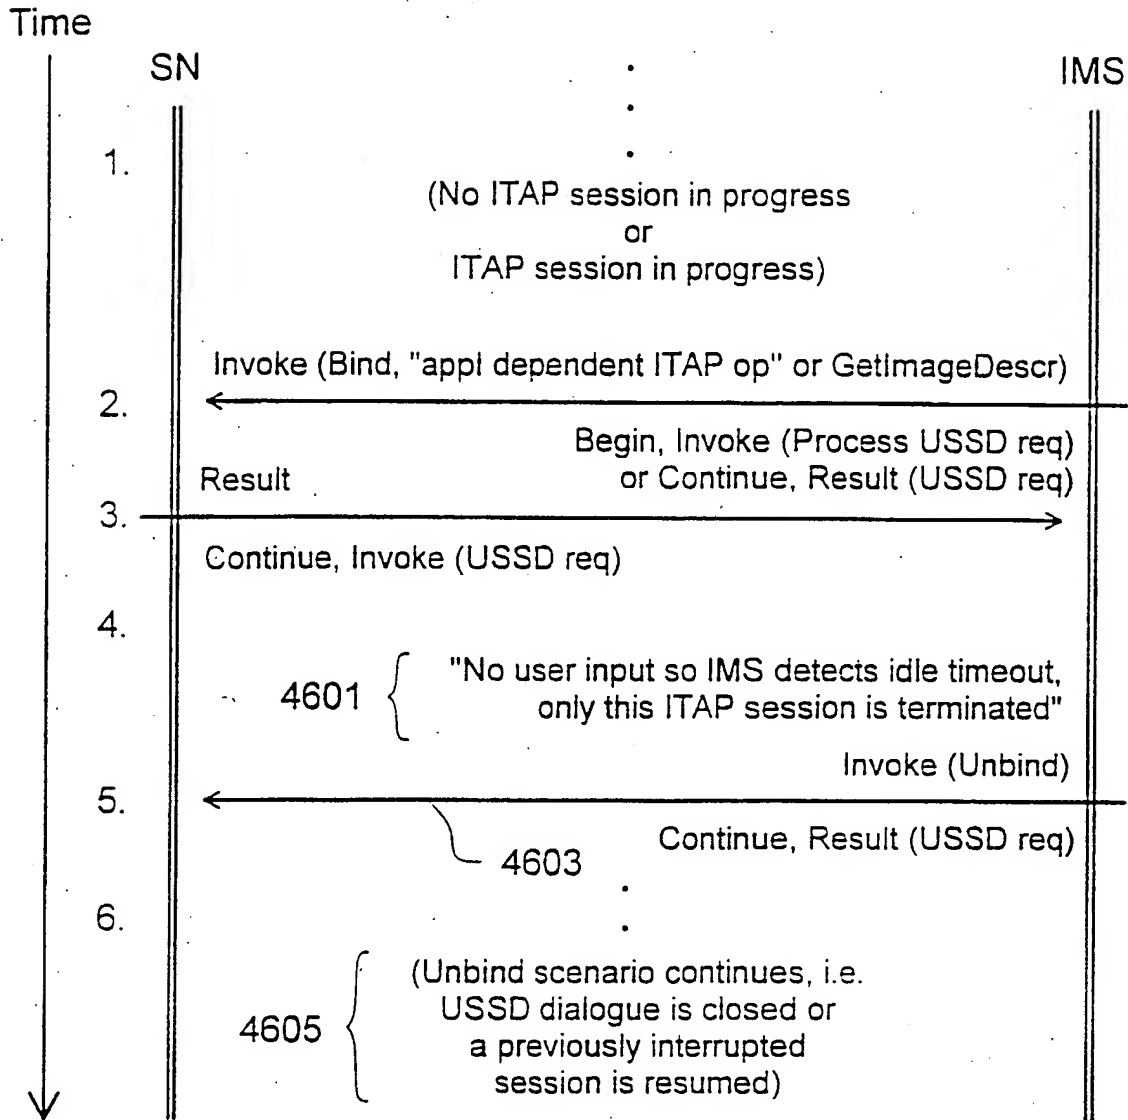 Time
SN
IMS
1.
(No ITAP session in progress
or
ITAP session in progress)
Invoke (Bind, "appl dependent ITAP op" or GetImageDescr)
2.
Begin, Invoke (Process USSD req)
or Continue, Result (USSD req)
Result
3.
Continue, Invoke (USSD req)
4.
4601
"No user input so IMS detects idle timeout,
only this ITAP session is terminated"
Invoke (Unbind)
5.
Continue, Result (USSD req)
4603
6.
4605
(Unbind scenario continues, i.e.
USSD dialogue is closed or
a previously interrupted
session is resumed)